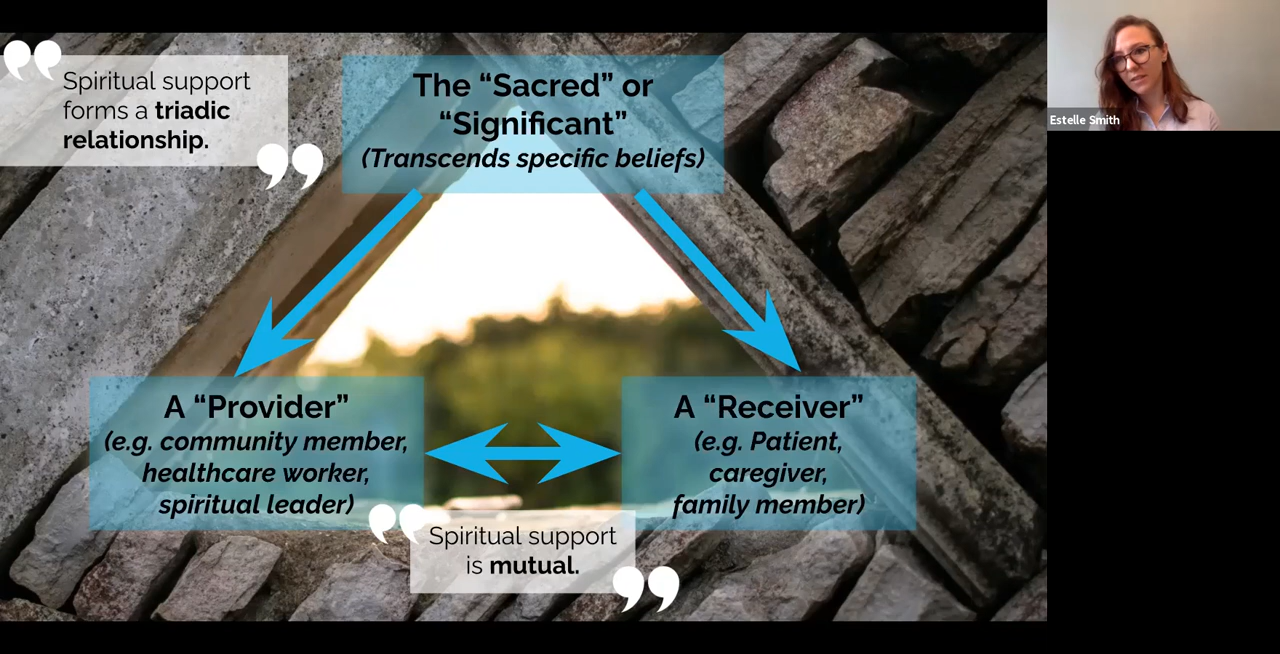 Spiritual support
forms a triadic
relationship.
The “Sacred” or
“Significant”
(Transcends specific beliefs)
Estelle Smith
A “Provider”
(e.g. community member,
healthcare worker,
spiritual leader)
A “Receiver”
(e.g. Patient,
caregiver,
family member)
Spiritual support
is mutual.